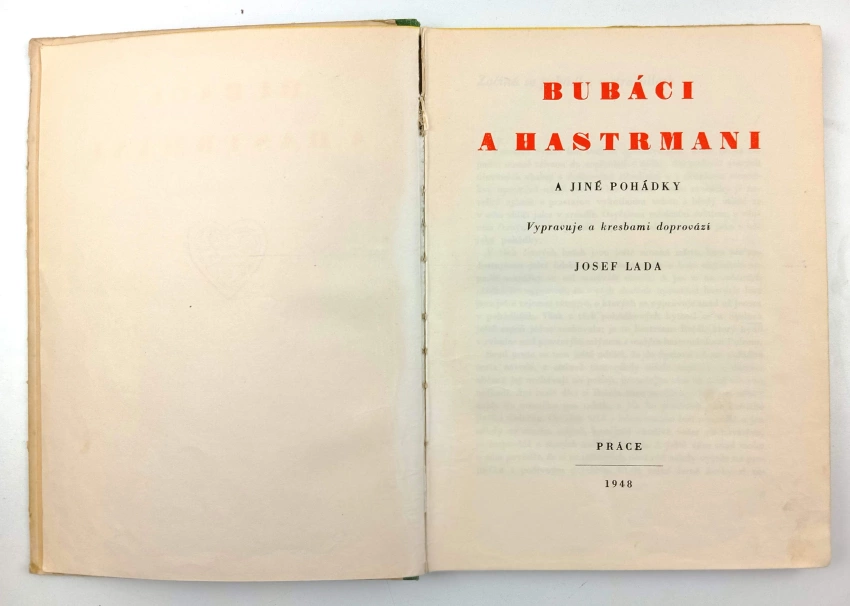 BUBÁCI
A HASTRMANI
A JINÉ POHÁDKY
Vypravuje a kresbami doprovází
JOSEF LADA
PRÁCE
1948